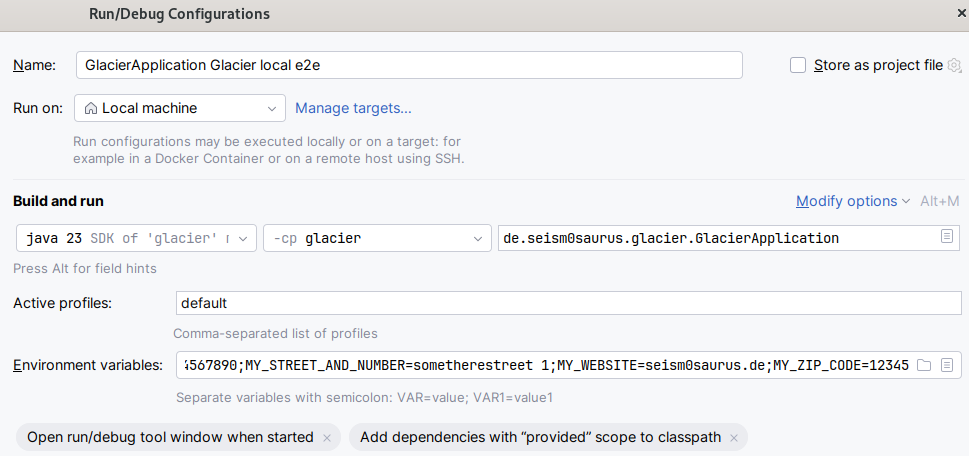 Run/Debug Configurations
Name: GlacierApplication Glacier local e2e Store as project file
Run on: Local machine Manage targets...
Run configurations may be executed locally or on a target: for
example in a Docker Container or on a remote host using SSH.
Build and run Modify options Alt+M
java 23 SDK of 'glacier' -cp glacier de.seism0saurus.glacier.GlacierApplication
Press Alt for field hints
Active profiles: default
Comma-separated list of profiles
Environment variables: 4567890;MY_STREET_AND_NUMBER=sometherestreet 1;MY_WEBSITE=seism0saurus.de;MY_ZIP_CODE=12345
Separate variables with semicolon: VAR=value; VAR1=value1
Open run/debug tool window when started × Add dependencies with “provided” scope to classpath ×